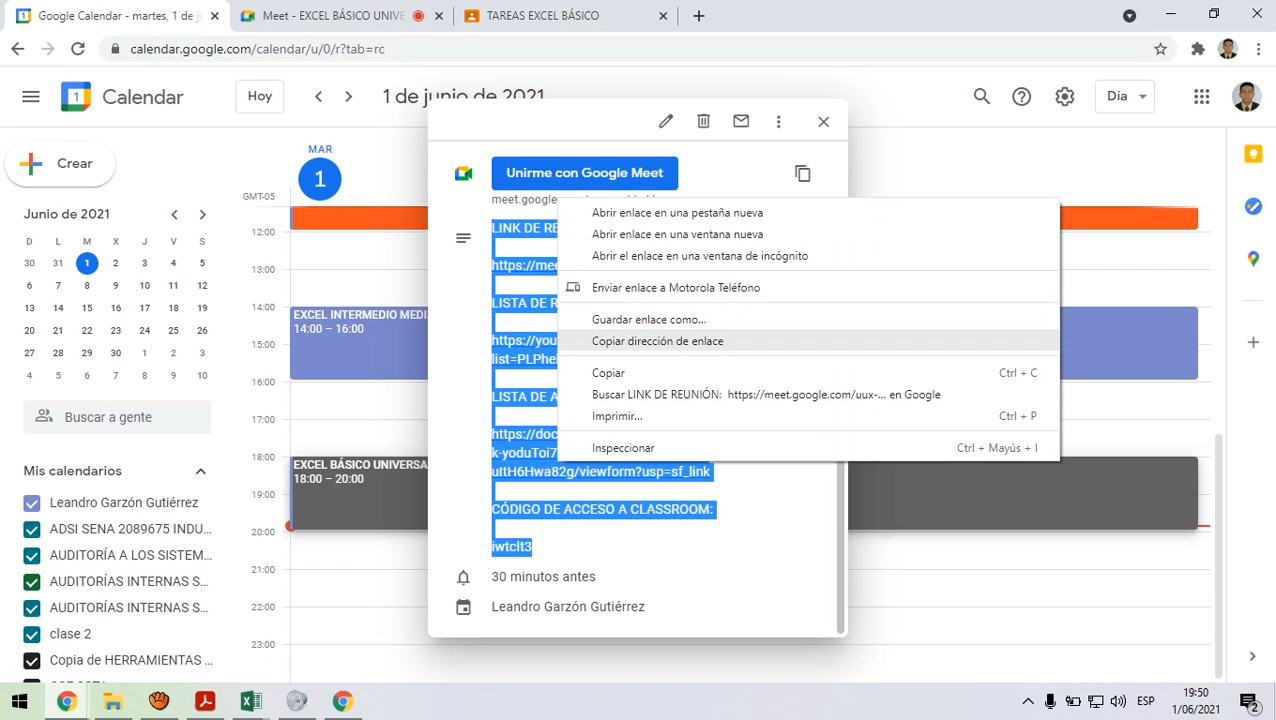 Google Calendar - martes, 1 de ju
Meet - EXCEL BÁSICO UNIVE
TAREAS EXCEL BÁSICO
calendar.google.com/calendar/u/0/r?tab=rc
Calendar
Hoy
1 de junio de 2021
Día
Crear
MAR
1
GMT-05
Unirme con Google Meet
meet.google
Junio de 2021
D L M X J V S
30 31 1 2 3 4 5
6 7 8 9 10 11 12
13 14 15 16 17 18 19
20 21 22 23 24 25 26
27 28 29 30 1 2 3
4 5 6 7 8 9 10
Buscar a gente
Mis calendarios
Leandro Garzón Gutiérrez
ADSI SENA 2089675 INDU...
AUDITORÍA A LOS SISTEM...
AUDITORÍAS INTERNAS S...
AUDITORÍAS INTERNAS S...
clase 2
Copia de HERRAMIENTAS ...
12:00
13:00
14:00
15:00
16:00
17:00
18:00
19:00
20:00
21:00
22:00
23:00
EXCEL INTERMEDIO MEDI
14:00 – 16:00
EXCEL BÁSICO UNIVERSA
18:00 – 20:00
LINK DE RE
https://mee
LISTA DE R
https://you
list=PLPhe
LISTA DE A
https://doc
k-yoduToi7
uItH6Hwa82g/viewform?usp=sf_link
CÓDIGO DE ACCESO A CLASSROOM:
iwtclt3
30 minutos antes
Leandro Garzón Gutiérrez
Abrir enlace en una pestaña nueva
Abrir enlace en una ventana nueva
Abrir el enlace en una ventana de incógnito
Enviar enlace a Motorola Teléfono
Guardar enlace como...
Copiar dirección de enlace
Copiar Ctrl + C
Buscar LINK DE REUNIÓN: https://meet.google.com/uux-... en Google
Imprimir... Ctrl + P
Inspeccionar Ctrl + Mayús + I
ESP
19:50
1/06/2021
2